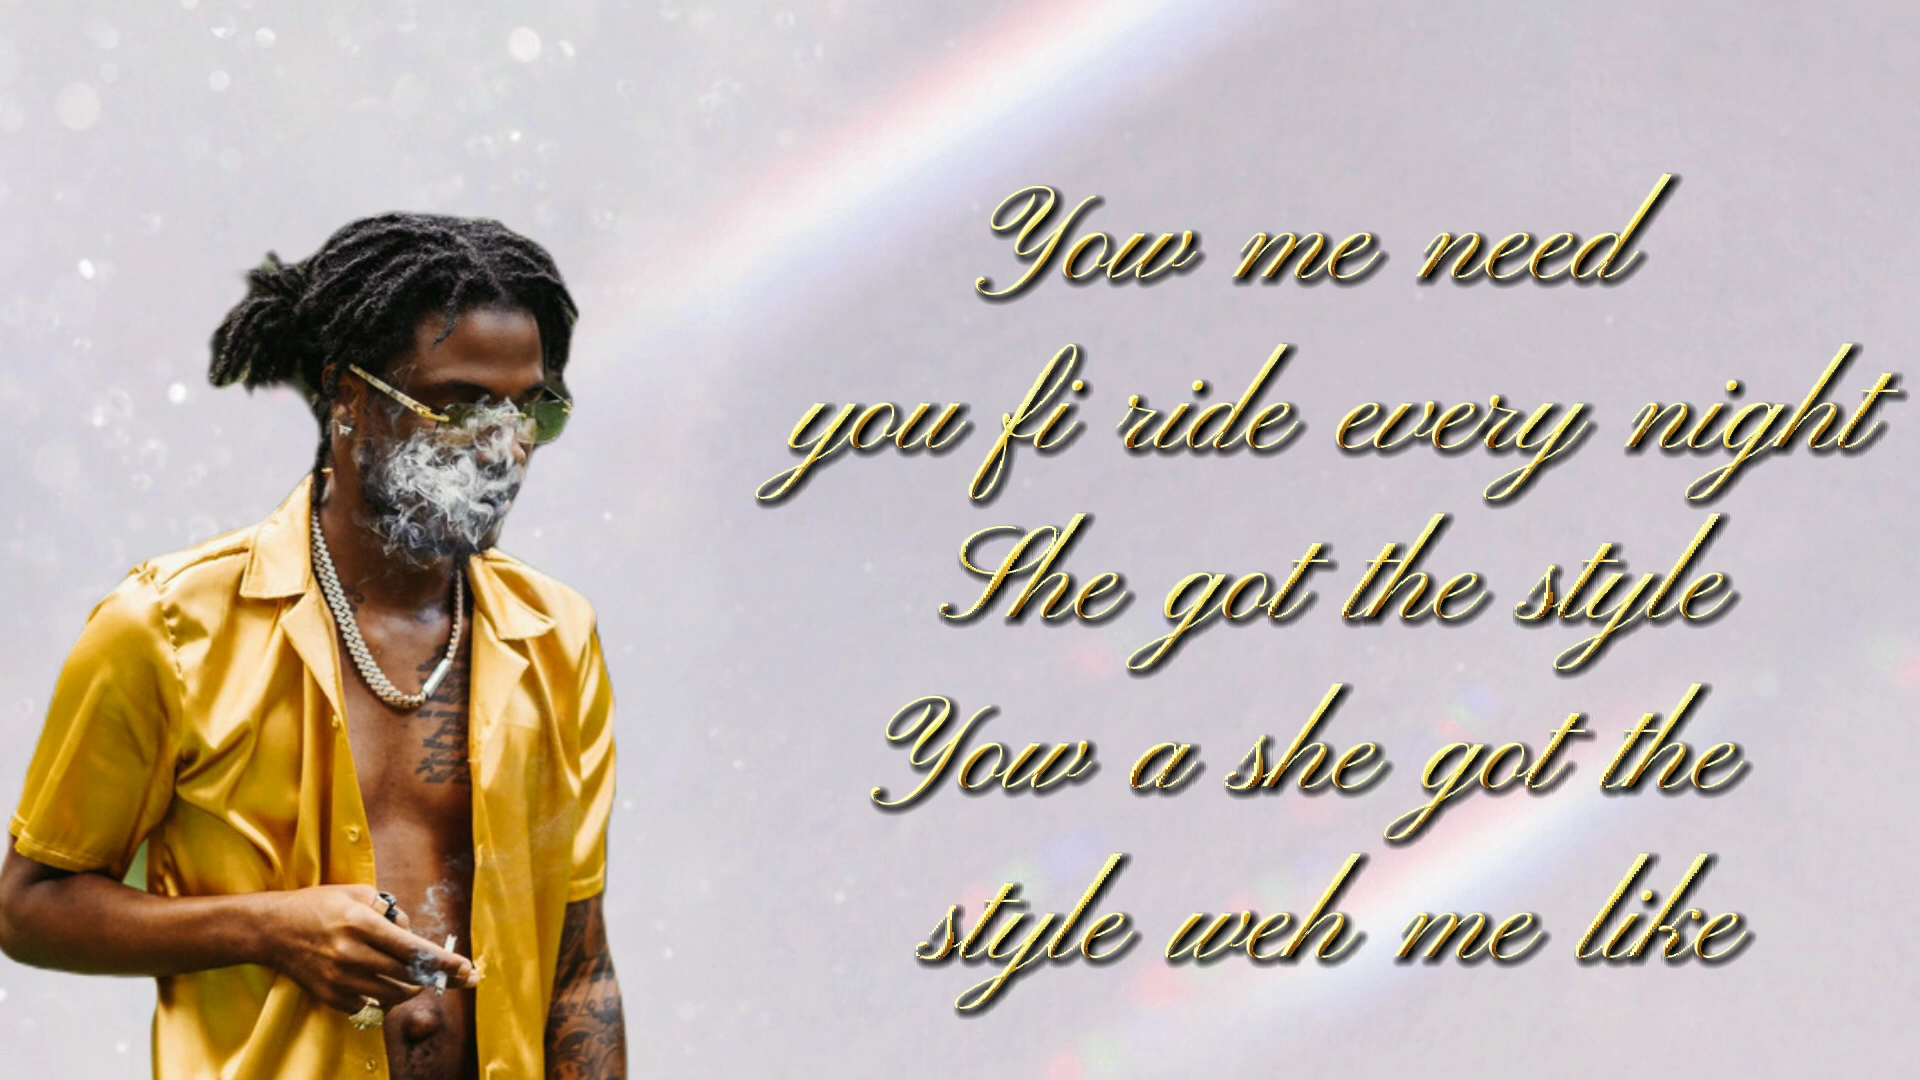 Yow me need
you fi ride every night
She got the style
Yow a she got the
style weh me like